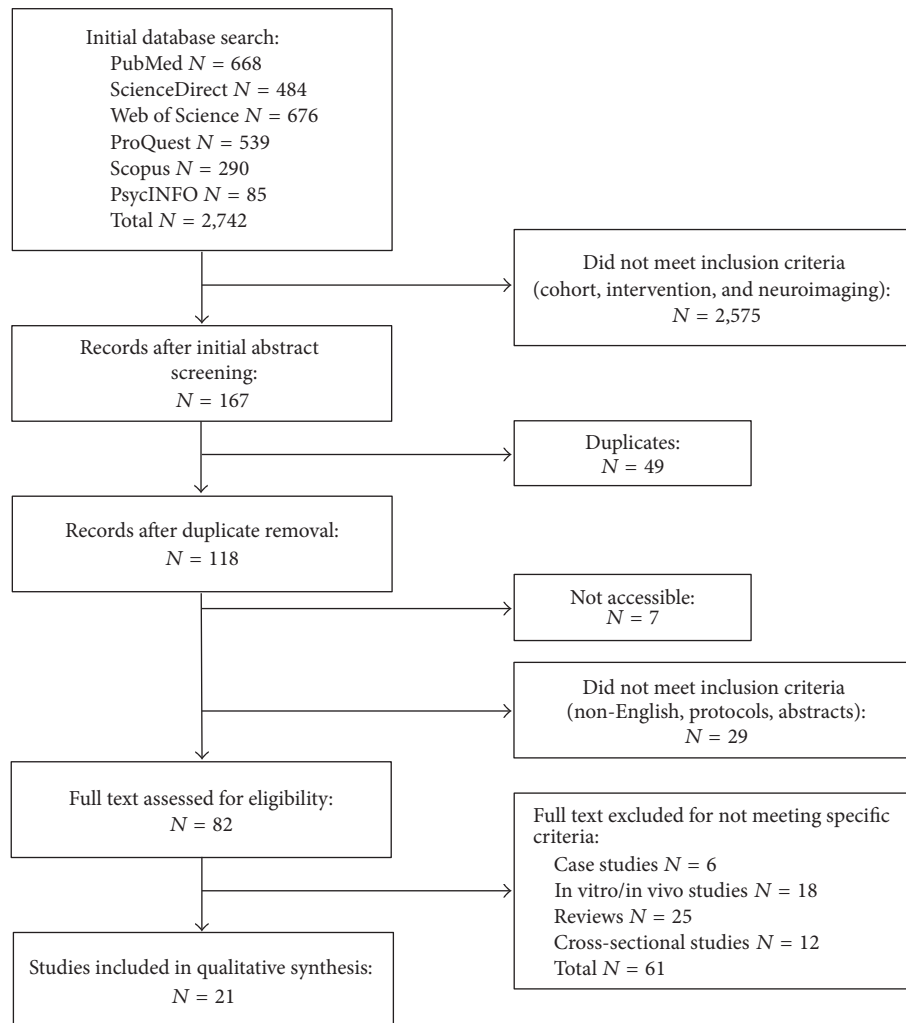 Initial database search:
PubMed N = 668
ScienceDirect N = 484
Web of Science N = 676
ProQuest N = 539
Scopus N = 290
PsycINFO N = 85
Total N = 2,742
Did not meet inclusion criteria
(cohort, intervention, and neuroimaging):
N = 2,575
Records after initial abstract
screening:
N = 167
Duplicates:
N = 49
Records after duplicate removal:
N = 118
Not accessible:
N = 7
Did not meet inclusion criteria
(non-English, protocols, abstracts):
N = 29
Full text assessed for eligibility:
N = 82
Full text excluded for not meeting specific
criteria:
Case studies N = 6
In vitro/in vivo studies N = 18
Reviews N = 25
Cross-sectional studies N = 12
Total N = 61
Studies included in qualitative synthesis:
N = 21